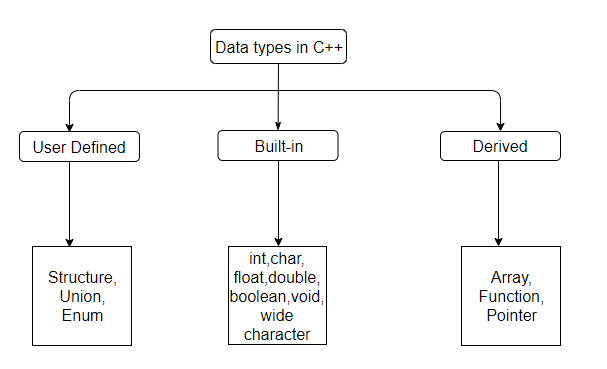 Data types in C++
User Defined
Built-in
Derived
Structure,
Union,
Enum
int,char,
float,double,
boolean,void,
wide
character
Array,
Function,
Pointer